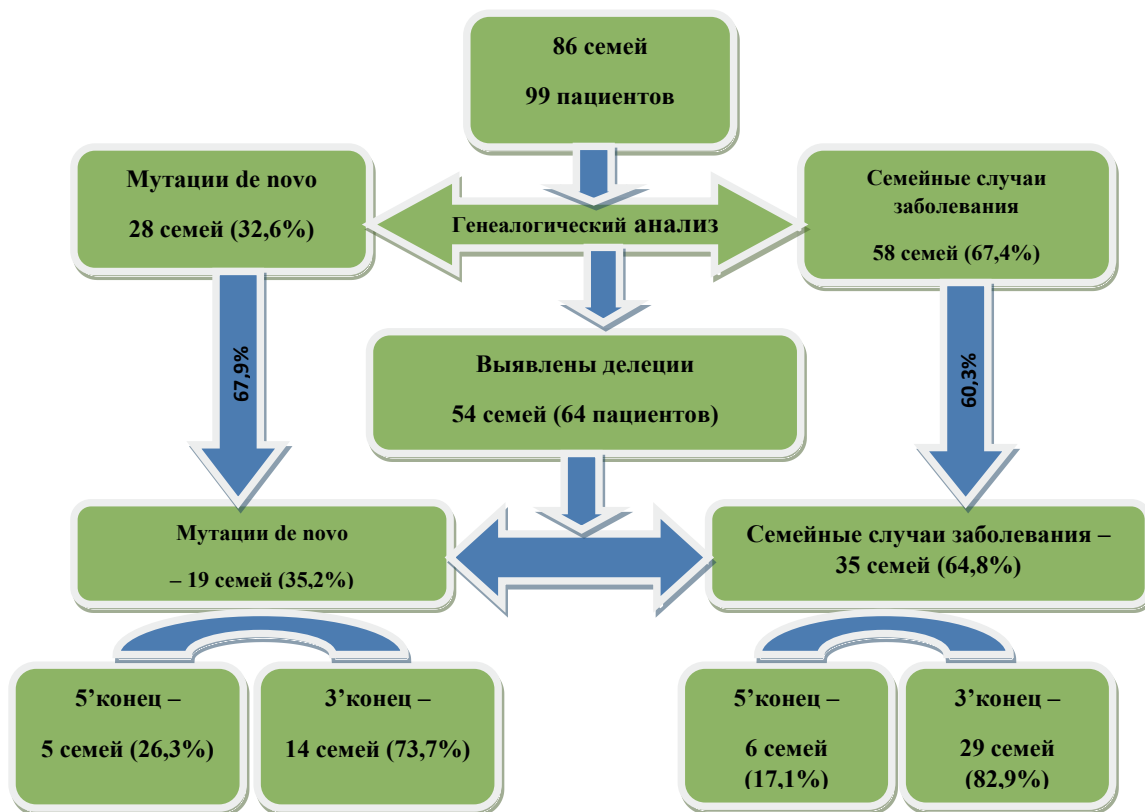 86 семей
99 пациентов
Мутации de novo
28 семей (32,6%)
Генеалогический анализ
Семейные случаи
заболевания
58 семей (67,4%)
67,9%
Выявлены делеции
54 семей (64 пациентов)
60,3%
Мутации de novo
– 19 семей (35,2%)
Семейные случаи заболевания –
35 семей (64,8%)
5’конец –
5 семей (26,3%)
3’конец –
14 семей (73,7%)
5’конец –
6 семей
(17,1%)
3’конец –
29 семей
(82,9%)